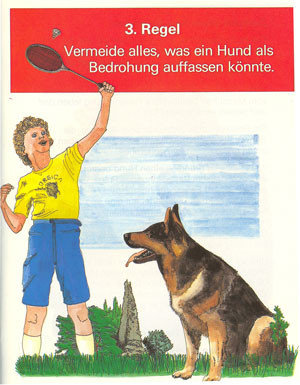 3. Regel
Vermeide alles, was ein Hund als
Bedrohung auffassen könnte.